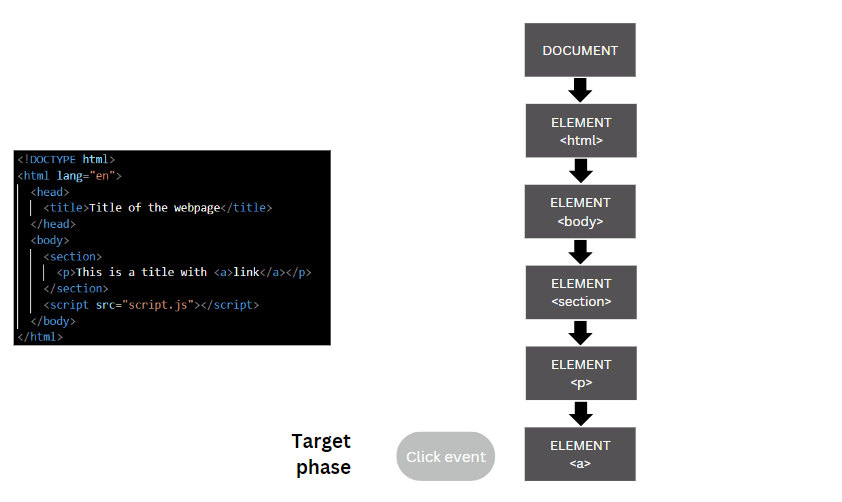 <!DOCTYPE html>
<html lang="en">
<head>
<title>Title of the webpage</title>
</head>
<body>
<section>
<p>This is a title with <a>link</a></p>
</section>
<script src="script.js"></script>
</body>
</html>
DOCUMENT
ELEMENT
<html>
ELEMENT
<body>
ELEMENT
<section>
ELEMENT
<p>
Target
phase
Click event
ELEMENT
<a>